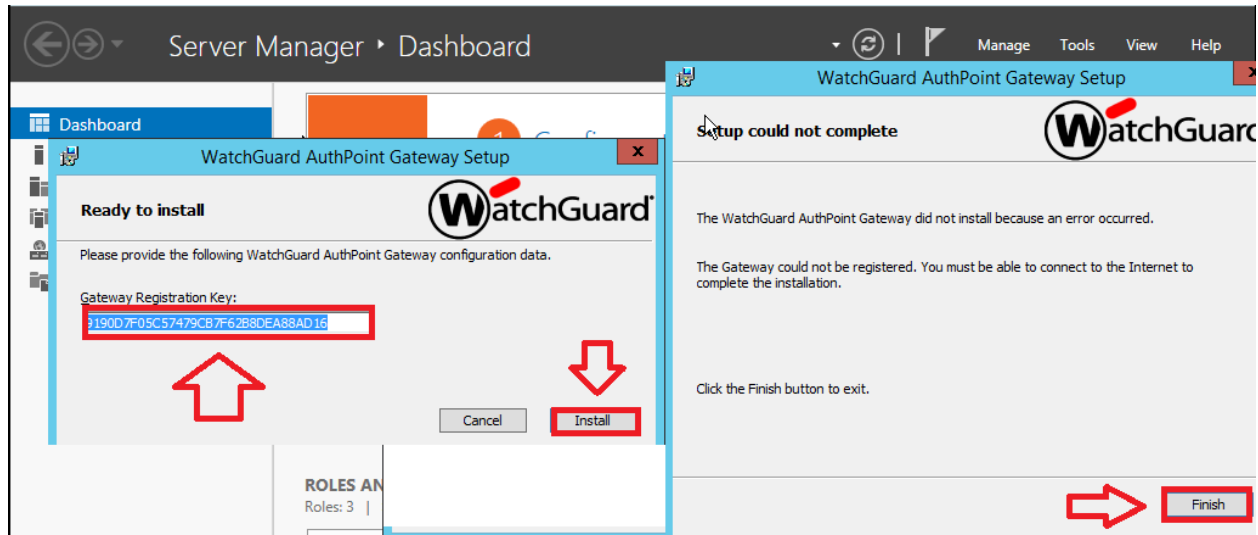 Server Manager ‣ Dashboard
Manage Tools View Help
Dashboard
WatchGuard AuthPoint Gateway Setup
Ready to install
WatchGuard
Please provide the following WatchGuard AuthPoint Gateway configuration data.
Gateway Registration Key:
9190D7F05C57479CB7F62B8DEA88AD16
Cancel Install
ROLES AN
Roles: 3 |
WatchGuard AuthPoint Gateway Setup
Setup could not complete
WatchGuard
The WatchGuard AuthPoint Gateway did not install because an error occurred.
The Gateway could not be registered. You must be able to connect to the Internet to
complete the installation.
Click the Finish button to exit.
Finish